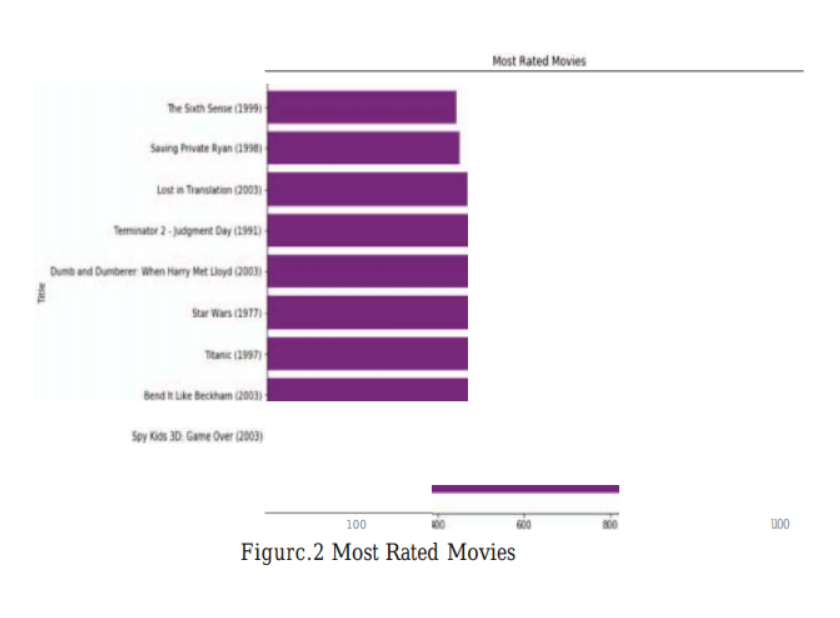 Most Rated Movies
The Sixth Sense (1999)
Saving Private Ryan (1998)
Lost in Translation (2003)
Terminator 2 - Judgment Day (1991)
Dumb and Dumberer: When Harry Met Lloyd (2003)
Title
Star Wars (1977)
Titanic (1997)
Bend It Like Beckham (2003)
Spy Kids 3D: Game Over (2003)
100 400 600 800
Figurc.2 Most Rated Movies